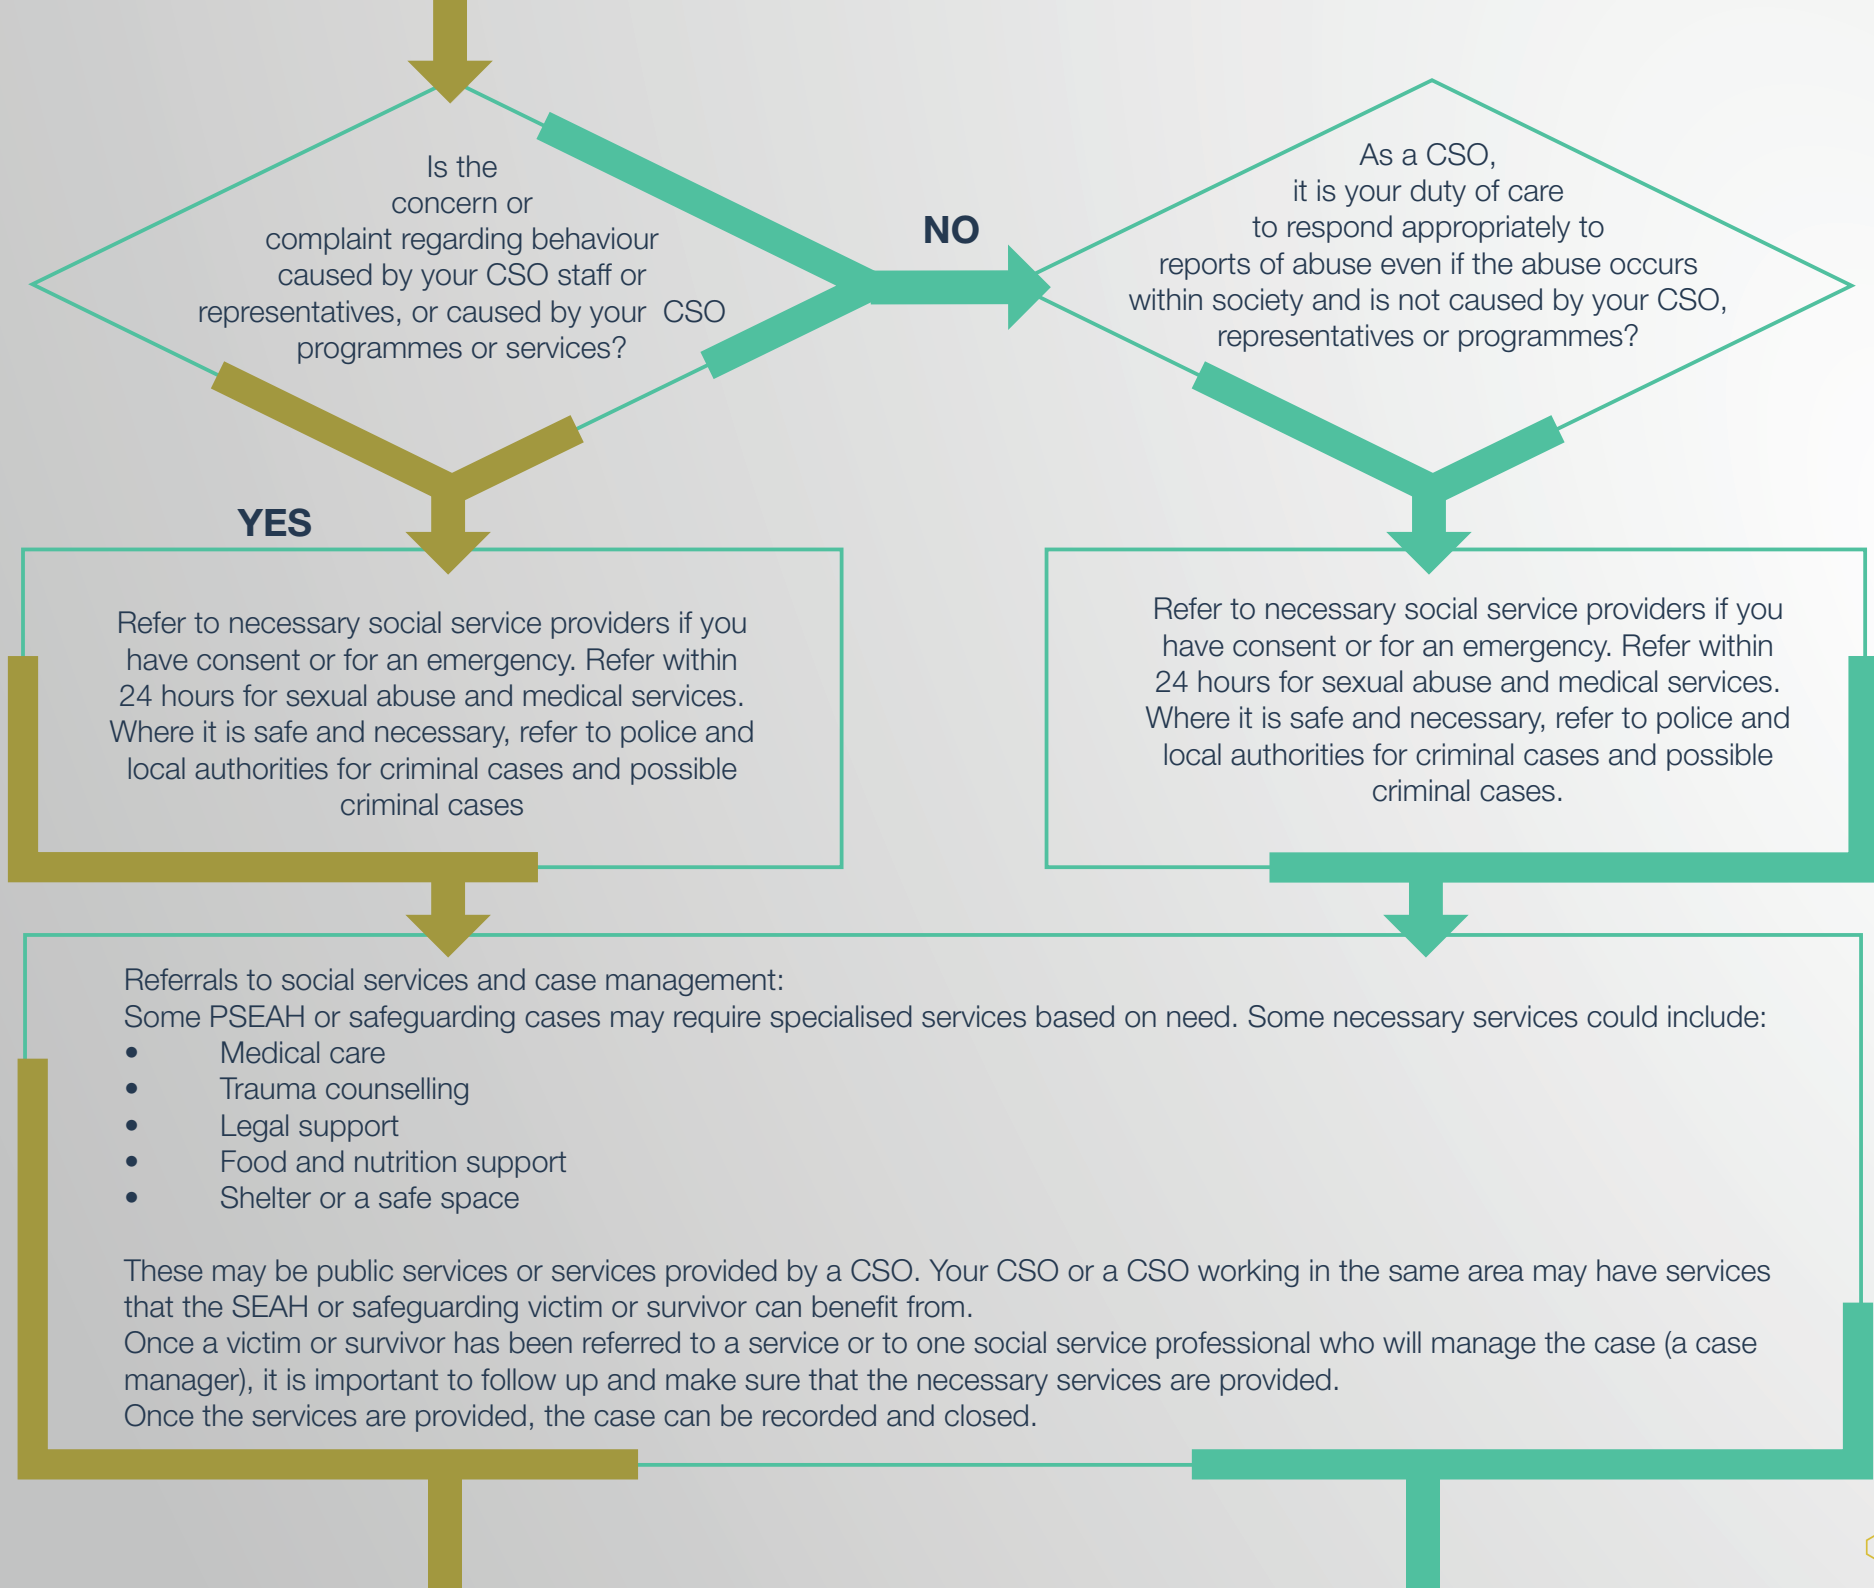 Is the
concern or
complaint regarding behaviour
caused by your CSO staff or
representatives, or caused by your CSO
programmes or services?
NO
As a CSO,
it is your duty of care
to respond appropriately to
reports of abuse even if the abuse occurs
within society and is not caused by your CSO,
representatives or programmes?
YES
Refer to necessary social service providers if you
have consent or for an emergency. Refer within
24 hours for sexual abuse and medical services.
Where it is safe and necessary, refer to police and
local authorities for criminal cases and possible
criminal cases
Refer to necessary social service providers if you
have consent or for an emergency. Refer within
24 hours for sexual abuse and medical services.
Where it is safe and necessary, refer to police and
local authorities for criminal cases and possible
criminal cases.
Referrals to social services and case management:
Some PSEAH or safeguarding cases may require specialised services based on need. Some necessary services could include:
• Medical care
• Trauma counselling
• Legal support
• Food and nutrition support
• Shelter or a safe space
These may be public services or services provided by a CSO. Your CSO or a CSO working in the same area may have services
that the SEAH or safeguarding victim or survivor can benefit from.
Once a victim or survivor has been referred to a service or to one social service professional who will manage the case (a case
manager), it is important to follow up and make sure that the necessary services are provided.
Once the services are provided, the case can be recorded and closed.